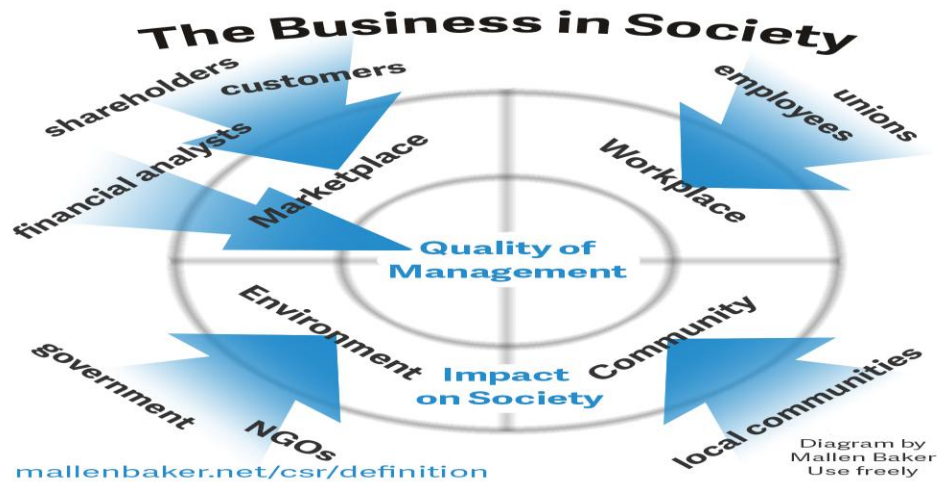 The Business in Society
shareholders
customers
employees
unions
financial analysts
Marketplace
Workplace
Quality of
Management
Environment
Community
Impact
on Society
government
NGOs
local communities
mallenbaker.net/csr/definition
Diagram by
Mallen Baker
Use freely